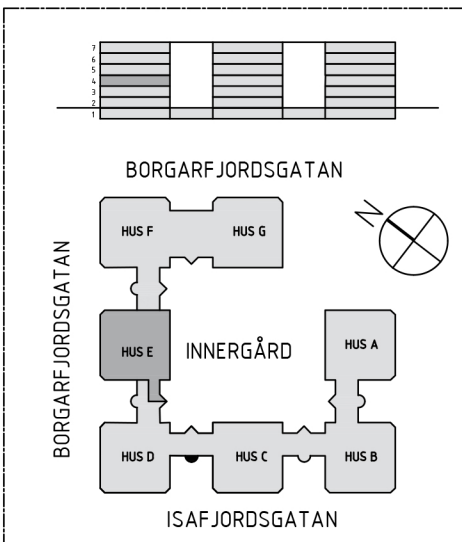 7
6
5
4
3
2
1
BORGARFJORDSGATAN
N
HUS F
HUS G
BORGARFJORDSGATAN
HUS E
INNERGÅRD
HUS A
HUS D
HUS C
HUS B
ISAFJORDSGATAN